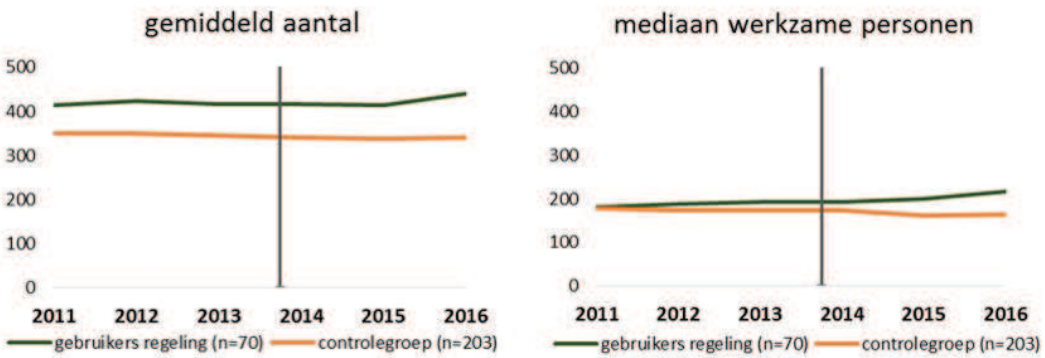 gemiddeld aantal
500
400
300
200
100
0
2011 2012 2013 2014 2015 2016
gebruikers regeling (n=70) controlegroep (n=203)
mediaan werkzame personen
500
400
300
200
100
0
2011 2012 2013 2014 2015 2016
gebruikers regeling (n=70) controlegroep (n=203)